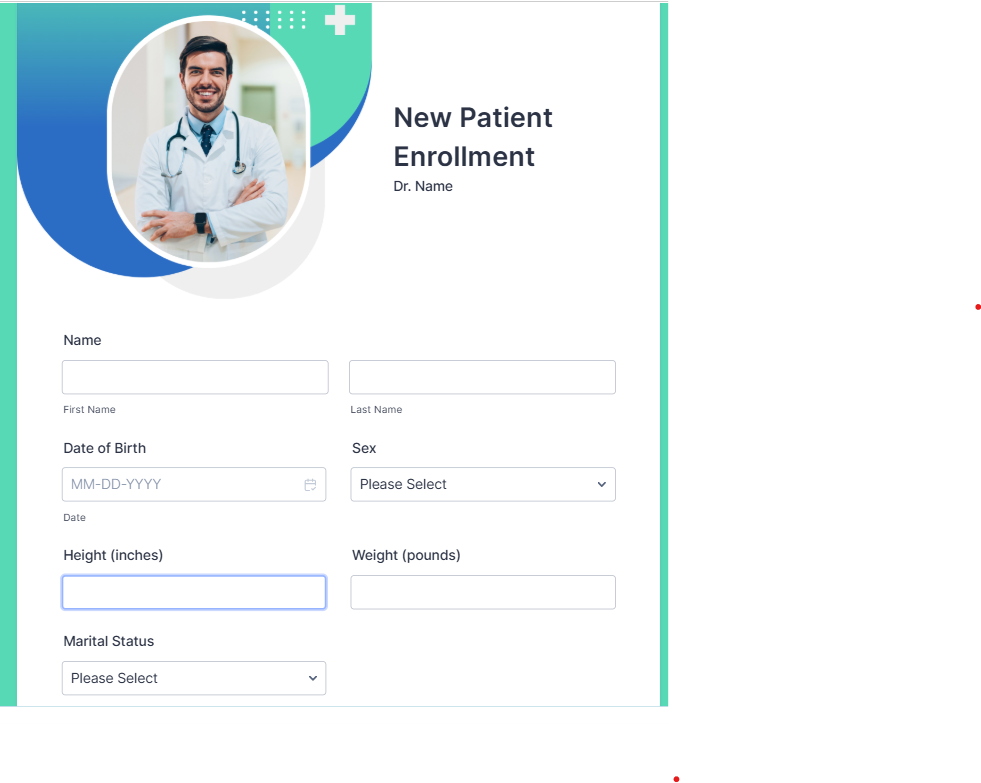 New Patient
Enrollment
Dr. Name
Name
First Name
Last Name
Date of Birth
Sex
MM-DD-YYYY
Please Select
Date
Height (inches)
Weight (pounds)
Marital Status
Please Select